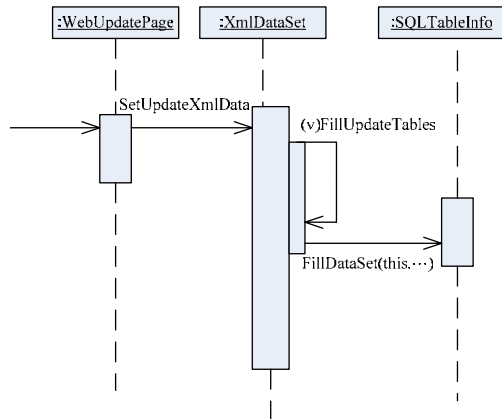 :WebUpdatePage
:XmlDataSet
:SQLTableInfo
SetUpdateXmlData
(v)FillUpdateTables
FillDataSet(this,⋯)